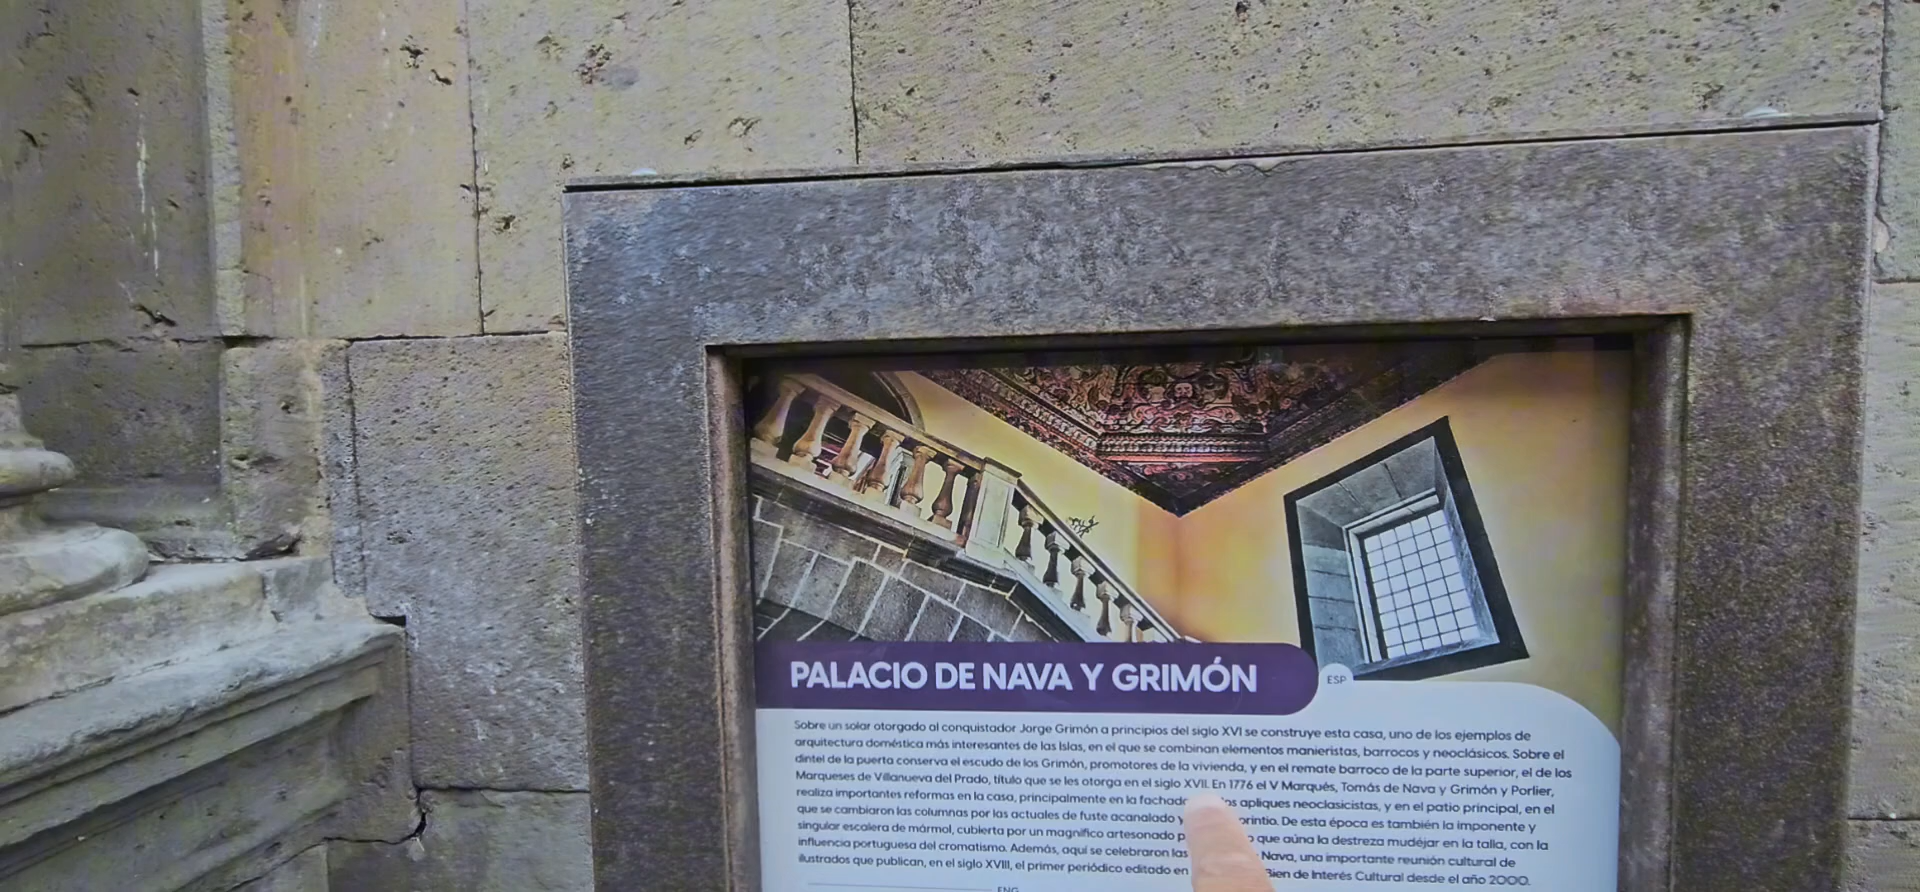 PALACIO DE NAVA Y GRIMÓN
ESP
Sobre un solar otorgado al conquistador Jorge Grimón a principios del siglo XVI se construye esta casa, uno de los ejemplos de
arquitectura doméstica más interesantes de las Islas, en el que se combinan elementos manieristas, barrocos y neoclásicos. Sobre el
dintel de la puerta conserva el escudo de los Grimón, promotores de la vivienda, y en el remate barroco de la parte superior, el de los
Marqueses de Villanueva del Prado, título que se les otorga en el siglo XVII. En 1776 el V Marqués, Tomás de Nava y Grimón y Porlier,
realiza importantes reformas en la casa, principalmente en la fachada apliques neoclasicistas, y en el patio principal, en el
que se cambiaron las columnas por las actuales de fuste acanalado y De esta época es también la imponente y
singular escalera de mármol, cubierta por un magnífico artesonado que aúna la destreza mudéjar en la talla, con la
influencia portuguesa del cromatismo. Además, aquí se celebraron las Nava, una importante reunión cultural de
ilustrados que publican, en el siglo XVIII, el primer periódico editado en Bien de Interés Cultural desde el año 2000.
ENG